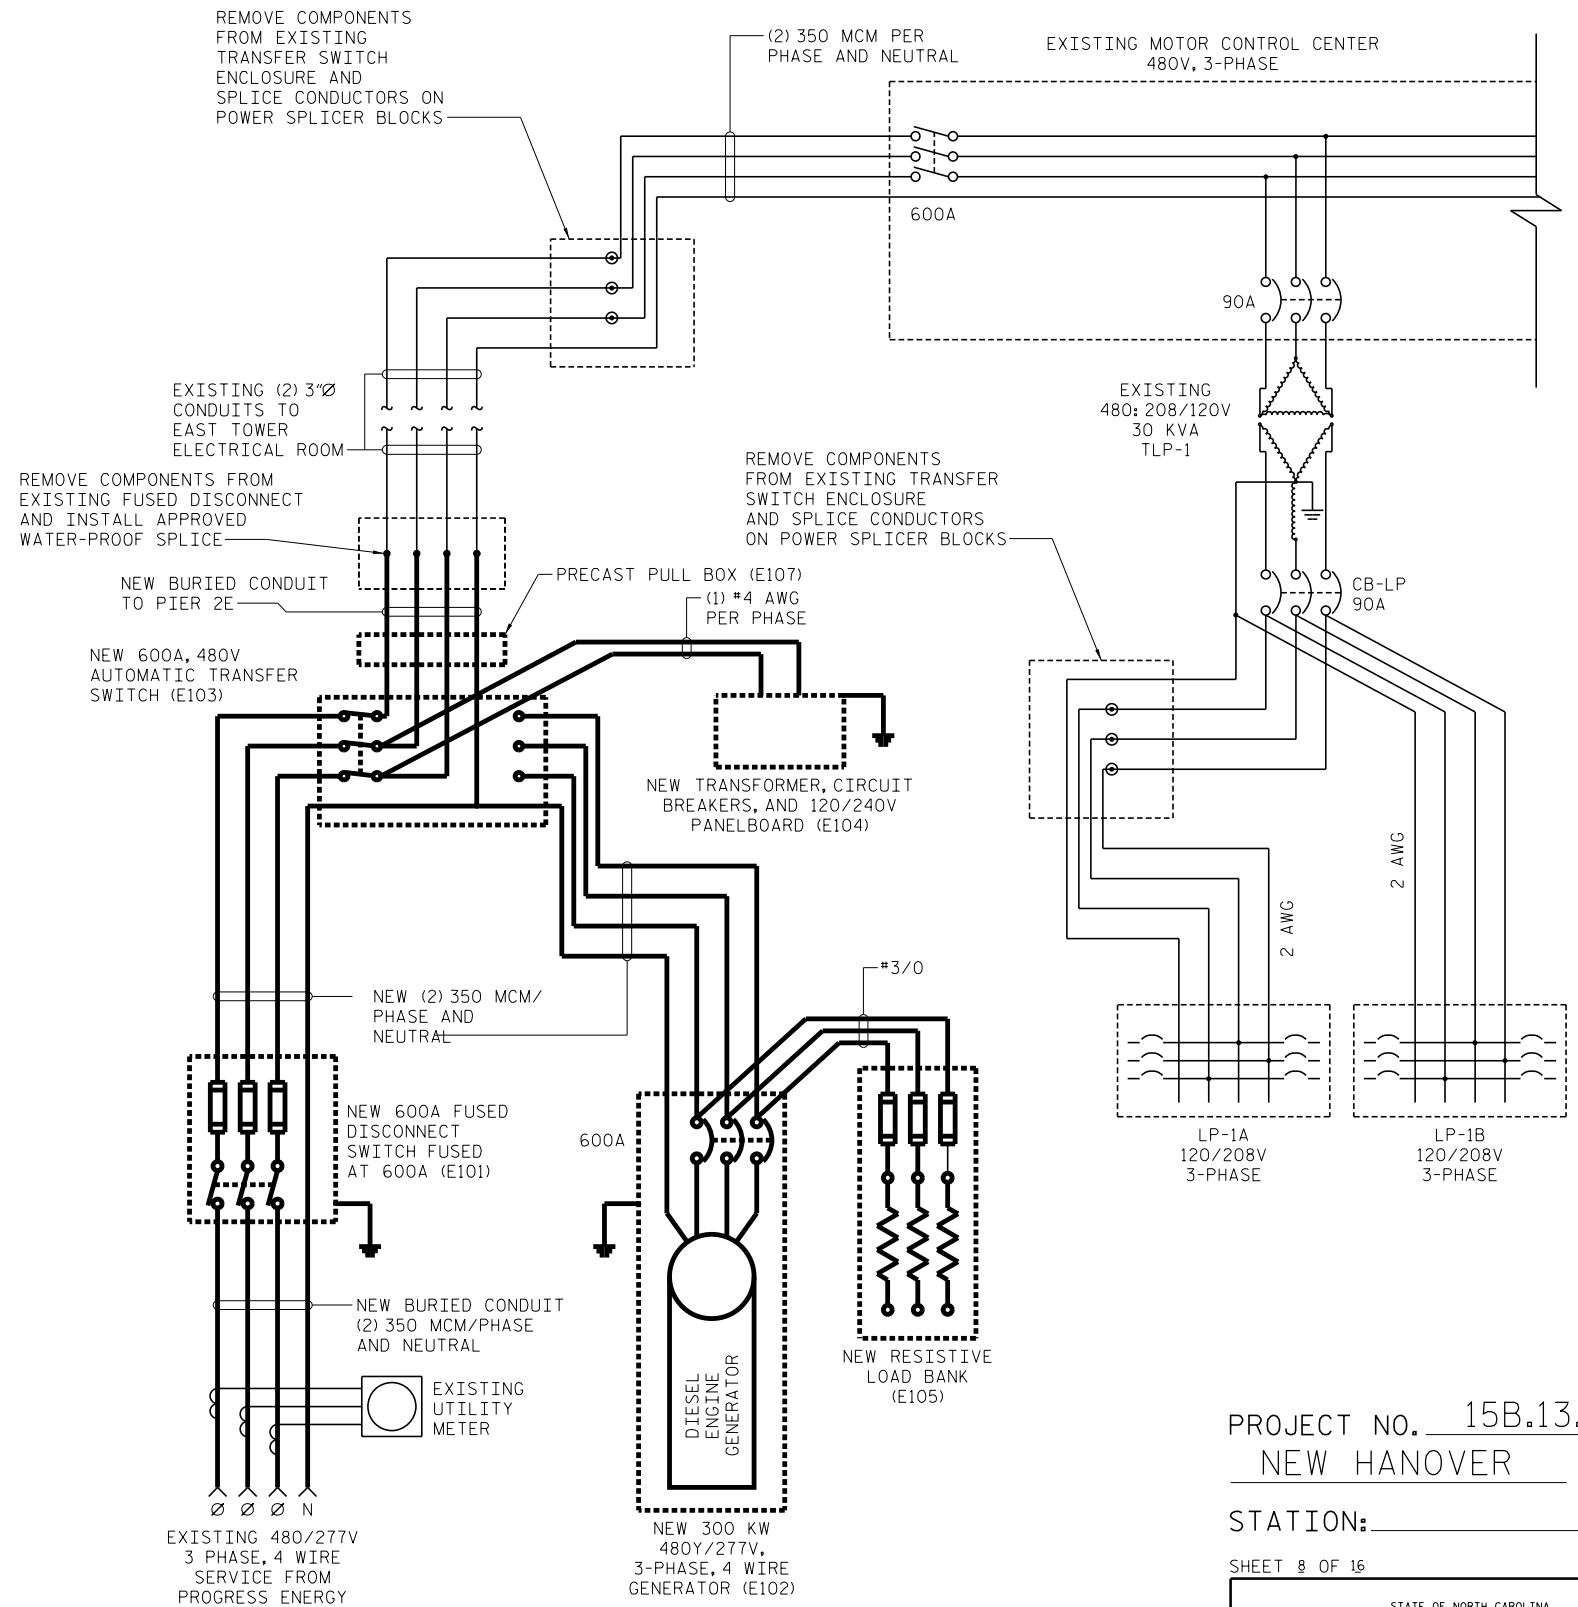 REMOVE COMPONENTS
FROM EXISTING
TRANSFER SWITCH
ENCLOSURE AND
SPLICE CONDUCTORS ON
POWER SPLICER BLOCKS
(2) 350 MCM PER
PHASE AND NEUTRAL
EXISTING MOTOR CONTROL CENTER
480V, 3-PHASE
600A
90A
EXISTING (2) 3"Ø
CONDUITS TO
EAST TOWER
ELECTRICAL ROOM
EXISTING
480: 208/120V
30 KVA
TLP-1
REMOVE COMPONENTS FROM
EXISTING FUSED DISCONNECT
AND INSTALL APPROVED
WATER-PROOF SPLICE
REMOVE COMPONENTS
FROM EXISTING TRANSFER
SWITCH ENCLOSURE
AND SPLICE CONDUCTORS
ON POWER SPLICER BLOCKS
NEW BURIED CONDUIT
TO PIER 2E
PRECAST PULL BOX (E107)
(1) #4 AWG
PER PHASE
CB-LP
90A
NEW 600A, 480V
AUTOMATIC TRANSFER
SWITCH (E103)
NEW TRANSFORMER, CIRCUIT
BREAKERS, AND 120/240V
PANELBOARD (E104)
2 AWG
2 AWG
#3/0
NEW (2) 350 MCM/
PHASE AND
NEUTRAL
NEW 600A FUSED
DISCONNECT
SWITCH FUSED
AT 600A (E101)
600A
LP-1A
120/208V
3-PHASE
LP-1B
120/208V
3-PHASE
NEW BURIED CONDUIT
(2) 350 MCM/PHASE
AND NEUTRAL
EXISTING
UTILITY
METER
DIESEL
ENGINE
GENERATOR
NEW RESISTIVE
LOAD BANK
(E105)
Ø Ø Ø N
EXISTING 480/277V
3 PHASE, 4 WIRE
SERVICE FROM
PROGRESS ENERGY
NEW 300 KW
480Y/277V,
3-PHASE, 4 WIRE
GENERATOR (E102)
PROJECT NO. 15B.13.
NEW HANOVER
STATION:
SHEET 8 OF 16
STATE OF NORTH CAROLINA